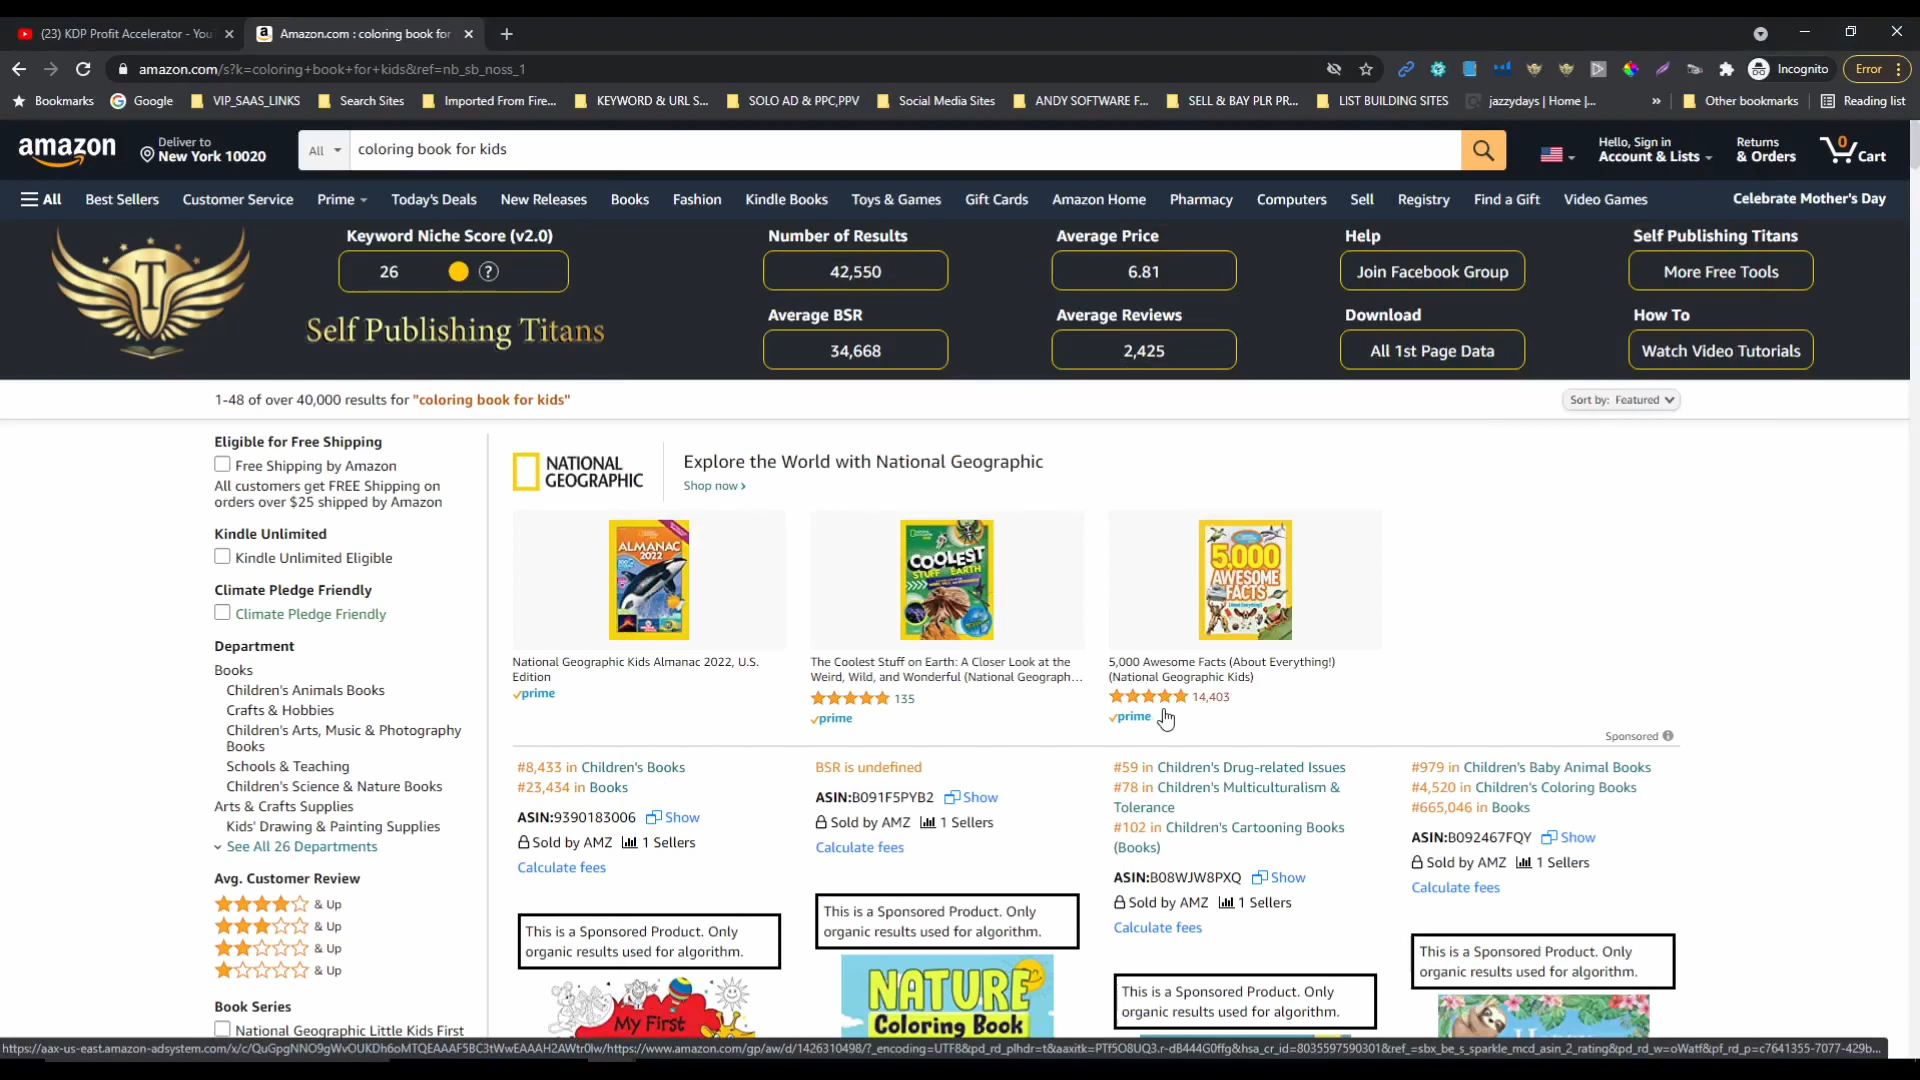 (23) KDP Profit Accelerator - You
Amazon.com : coloring book for
amazon.com/s?k=coloring+book+for+kids&ref=nb_sb_noss_1
Incognito
Error
Bookmarks
Google
VIP_SAAS_LINKS
Search Sites
Imported From Fire...
KEYWORD & URL S...
SOLO AD & PPC,PPV
Social Media Sites
ANDY SOFTWARE F...
SELL & BAY PLR PR...
LIST BUILDING SITES
jazzydays | Home |...
»
Other bookmarks
Reading list
amazon
Deliver to
New York 10020
All
coloring book for kids
Hello, Sign in
Account & Lists
Returns
& Orders
0
Cart
All
Best Sellers
Customer Service
Prime
Today's Deals
New Releases
Books
Fashion
Kindle Books
Toys & Games
Gift Cards
Amazon Home
Pharmacy
Computers
Sell
Registry
Find a Gift
Video Games
Celebrate Mother's Day
T
Keyword Niche Score (v2.0)
26
?
Self Publishing Titans
Number of Results
42,550
Average BSR
34,668
Average Price
6.81
Average Reviews
2,425
Help
Join Facebook Group
Download
All 1st Page Data
Self Publishing Titans
More Free Tools
How To
Watch Video Tutorials
1-48 of over 40,000 results for "coloring book for kids"
Sort by: Featured
Eligible for Free Shipping
Free Shipping by Amazon
All customers get FREE Shipping on
orders over $25 shipped by Amazon
Kindle Unlimited
Kindle Unlimited Eligible
Climate Pledge Friendly
Climate Pledge Friendly
Department
Books
Children's Animals Books
Crafts & Hobbies
Children's Arts, Music & Photography
Books
Schools & Teaching
Children's Science & Nature Books
Arts & Crafts Supplies
Kids' Drawing & Painting Supplies
See All 26 Departments
Avg. Customer Review
& Up
& Up
& Up
& Up
Book Series
National Geographic Little Kids First
NATIONAL
GEOGRAPHIC
Explore the World with National Geographic
Shop now ›
ALMANAC
2022
National Geographic Kids Almanac 2022, U.S.
Edition
prime
COOLEST
STUFF ON EARTH
The Coolest Stuff on Earth: A Closer Look at the
Weird, Wild, and Wonderful (National Geograph...
135
prime
5,000
AWESOME
FACTS
5,000 Awesome Facts (About Everything!)
(National Geographic Kids)
14,403
prime
Sponsored
#8,433 in Children's Books
#23,434 in Books
ASIN:9390183006 Show
Sold by AMZ 1 Sellers
Calculate fees
This is a Sponsored Product. Only
organic results used for algorithm.
My First
BSR is undefined
ASIN:B091F5PYB2 Show
Sold by AMZ 1 Sellers
Calculate fees
This is a Sponsored Product. Only
organic results used for algorithm.
NATURE
Coloring Book
#59 in Children's Drug-related Issues
#78 in Children's Multiculturalism &
Tolerance
#102 in Children's Cartooning Books
(Books)
ASIN:B08WJW8PXQ Show
Sold by AMZ 1 Sellers
Calculate fees
This is a Sponsored Product. Only
organic results used for algorithm.
#979 in Children's Baby Animal Books
#4,520 in Children's Coloring Books
#665,046 in Books
ASIN:B092467FQY Show
Sold by AMZ 1 Sellers
Calculate fees
This is a Sponsored Product. Only
organic results used for algorithm.